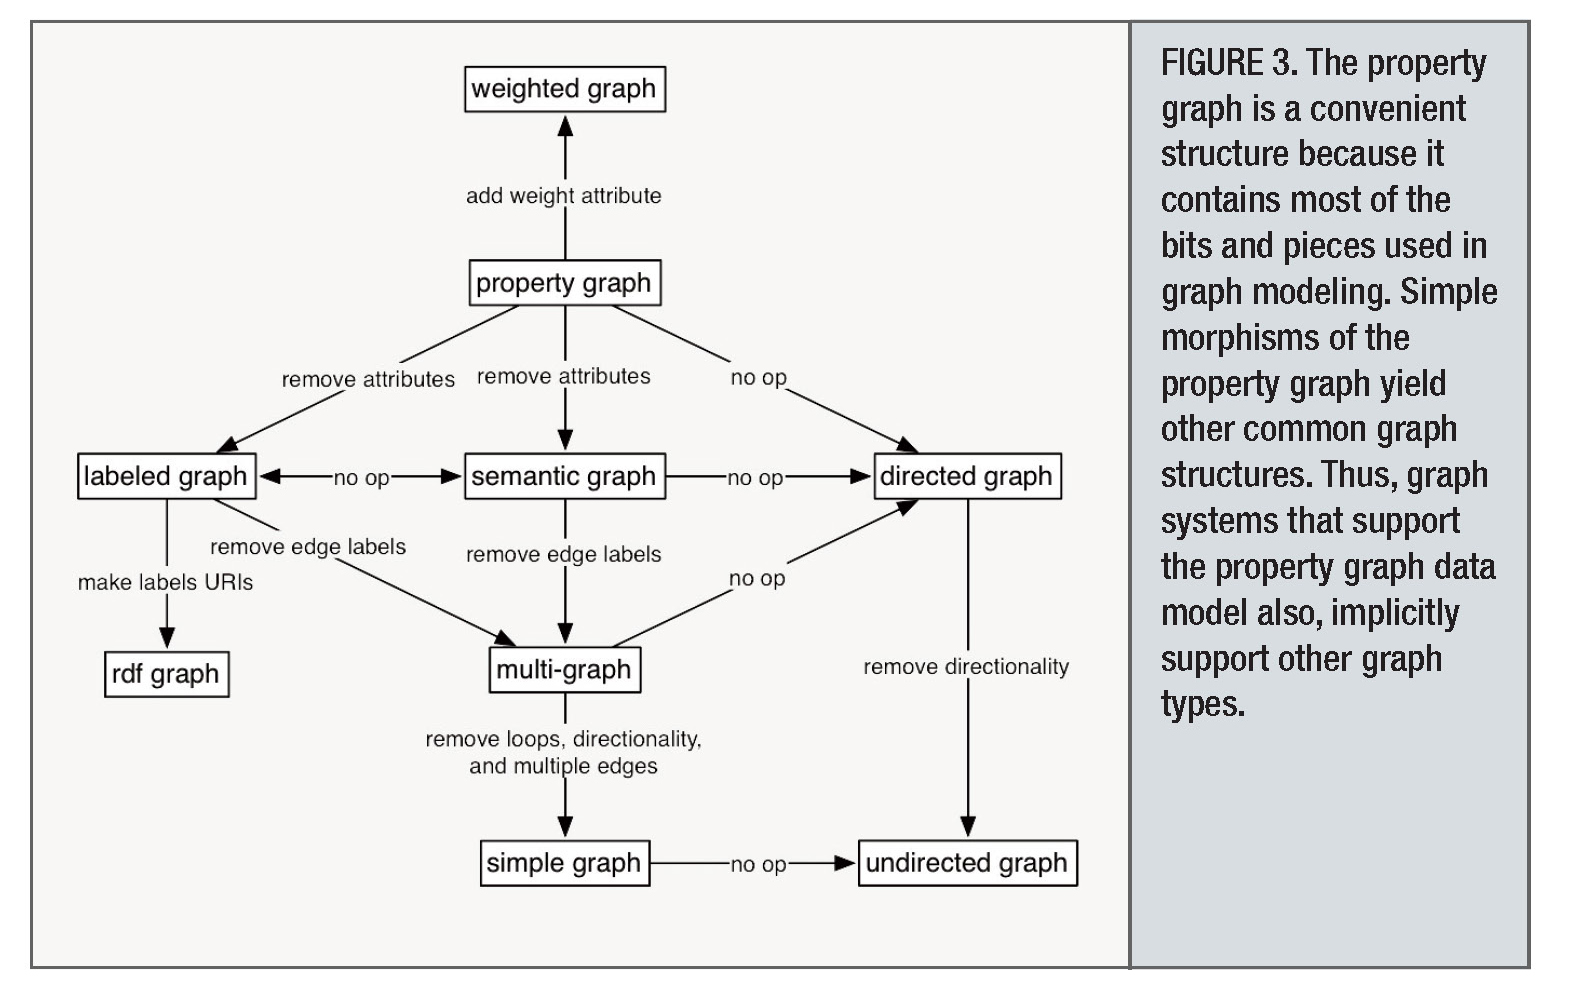 weighted graph
add weight attribute
property graph
remove attributes
remove attributes
no op
labeled graph
no op
semantic graph
no op
directed graph
remove edge labels
remove edge labels
make labels URIs
no op
rdf graph
multi-graph
remove directionality
remove loops, directionality,
and multiple edges
simple graph
no op
undirected graph
FIGURE 3. The property
graph is a convenient
structure because it
contains most of the
bits and pieces used in
graph modeling. Simple
morphisms of the
property graph yield
other common graph
structures. Thus, graph
systems that support
the property graph data
model also, implicitly
support other graph
types.